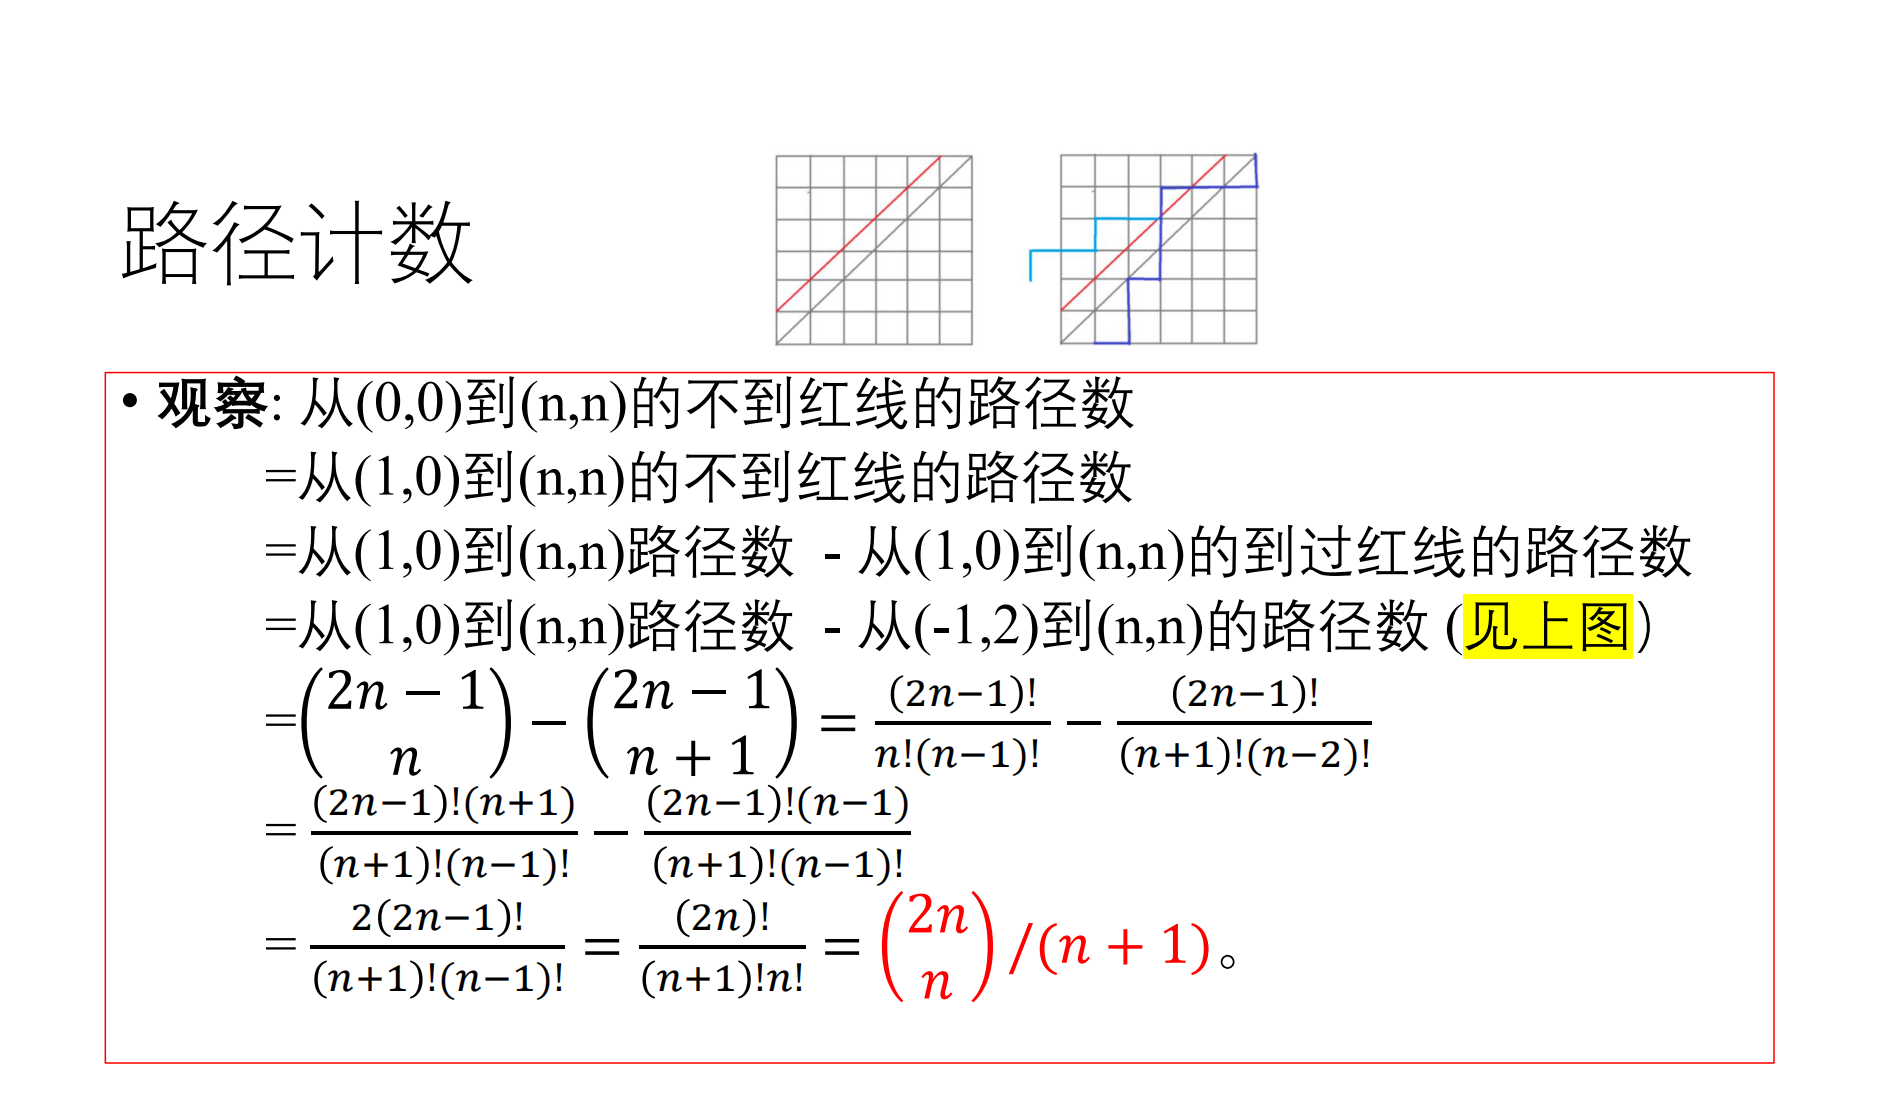 路径计数
• 观察: 从(0,0)到(n,n)的不到红线的路径数
=从(1,0)到(n,n)的不到红线的路径数
=从(1,0)到(n,n)路径数 - 从(1,0)到(n,n)的到过红线的路径数
=从(1,0)到(n,n)路径数 - 从(-1,2)到(n,n)的路径数 (见上图）
=$\binom{2n-1}{n}-\binom{2n-1}{n+1}=\frac{(2n-1)!}{n!(n-1)!}-\frac{(2n-1)!}{(n+1)!(n-2)!}$
=$\frac{(2n-1)!(n+1)}{(n+1)!(n-1)!}-\frac{(2n-1)!(n-1)}{(n+1)!(n-1)!}$
=$\frac{2(2n-1)!}{(n+1)!(n-1)!}=\frac{(2n)!}{(n+1)!n!}=\binom{2n}{n}/(n+1)$。